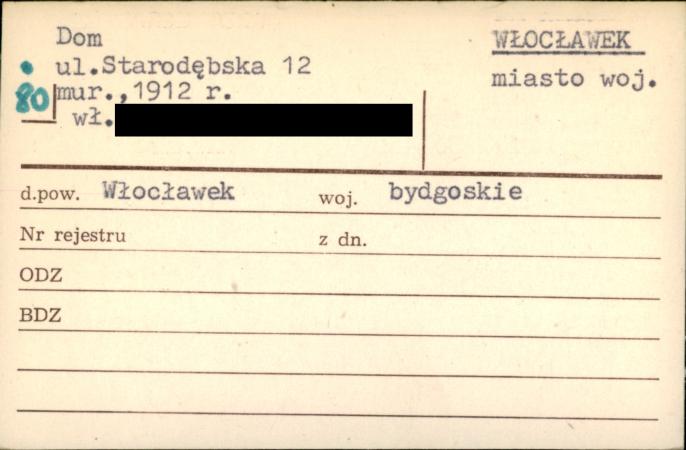 Dom
ul.Starodębska 12
80 mur.,1912 r.
wł.
WŁOCŁAWEK
miasto woj.
d.pow. Włocławek woj. bydgoskie
Nr rejestru z dn.
ODZ
BDZ